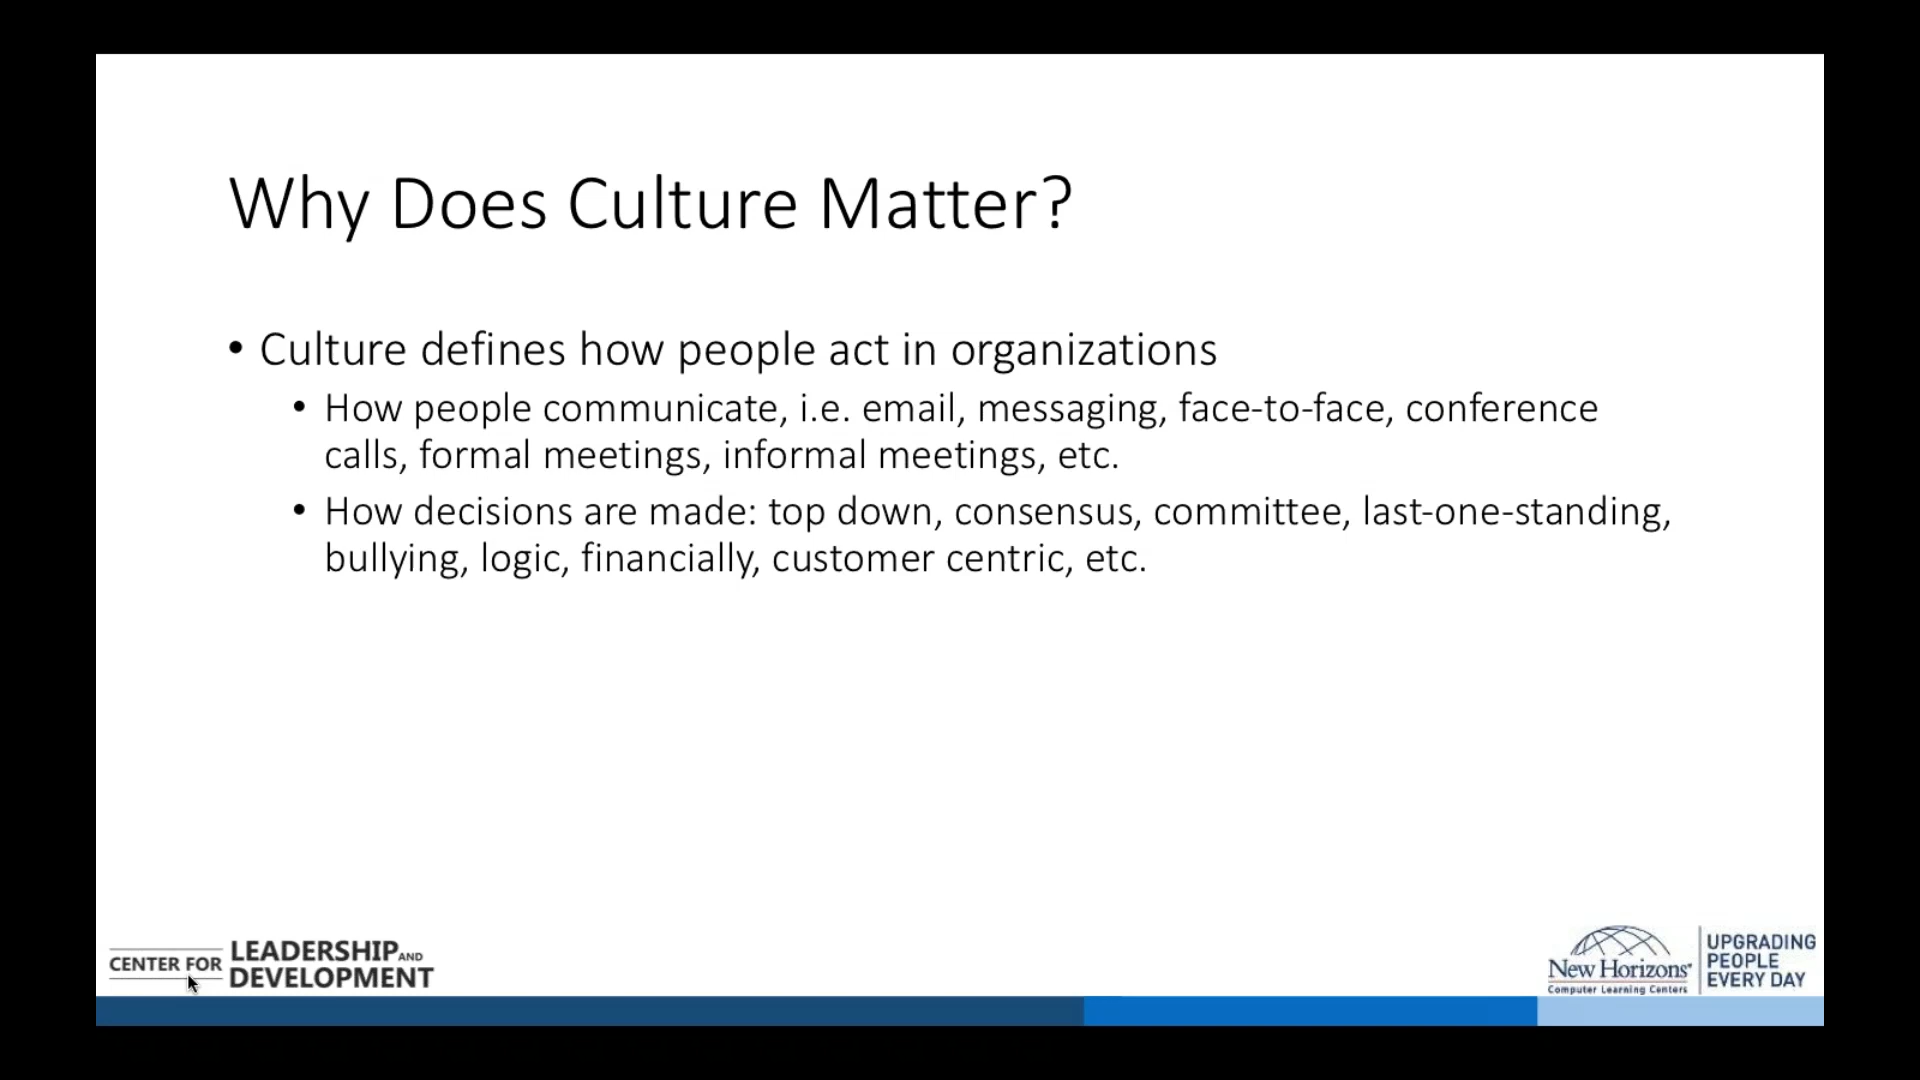 Why Does Culture Matter?
• Culture defines how people act in organizations
• How people communicate, i.e. email, messaging, face-to-face, conference
calls, formal meetings, informal meetings, etc.
• How decisions are made: top down, consensus, committee, last-one-standing,
bullying, logic, financially, customer centric, etc.
CENTER FOR LEADERSHIP AND
DEVELOPMENT
New Horizons®
Computer Learning Centers
UPGRADING
PEOPLE
EVERY DAY